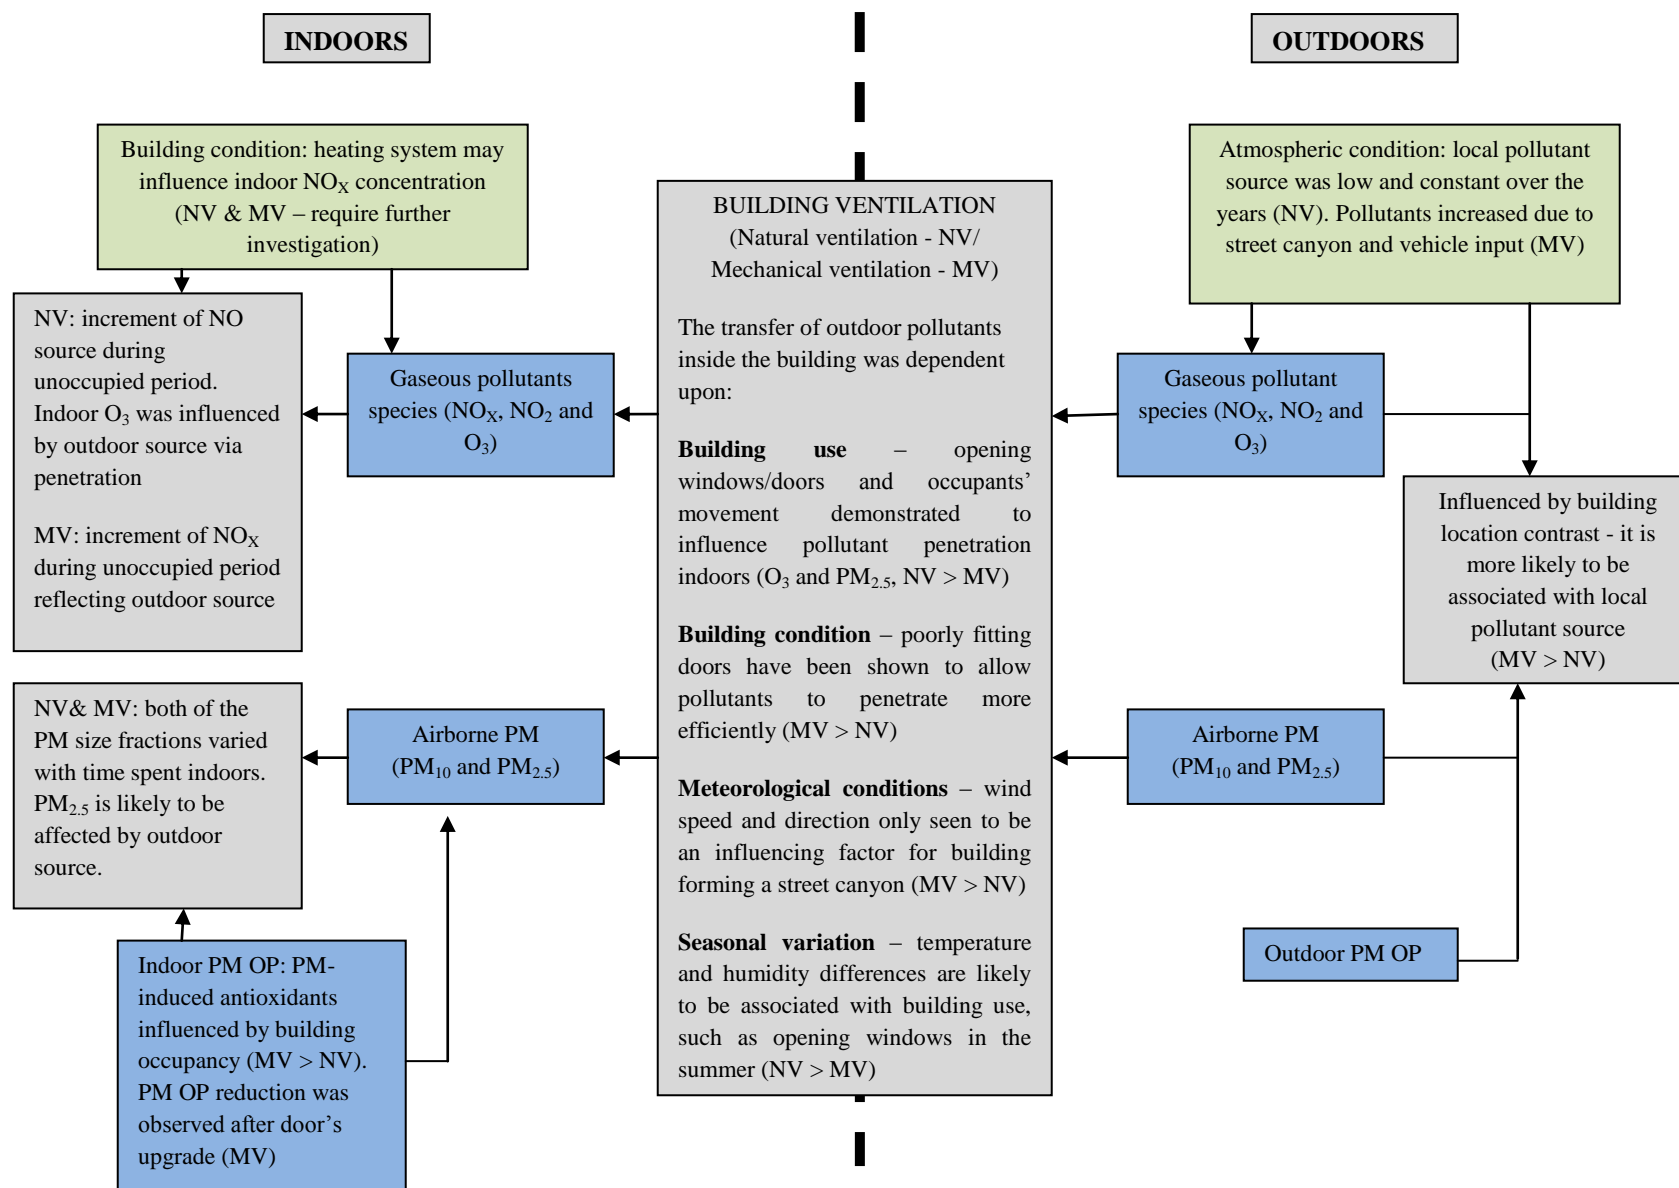 INDOORS
OUTDOORS
Building condition: heating system may
influence indoor NOX concentration
(NV & MV – require further
investigation)
Atmospheric condition: local pollutant
source was low and constant over the
years (NV). Pollutants increased due to
street canyon and vehicle input (MV)
NV: increment of NO
source during
unoccupied period.
Indoor O3 was influenced
by outdoor source via
penetration
MV: increment of NOX
during unoccupied period
reflecting outdoor source
Gaseous pollutants
species (NOX, NO2 and
O3)
BUILDING VENTILATION
(Natural ventilation - NV/
Mechanical ventilation - MV)
The transfer of outdoor pollutants
inside the building was dependent
upon:
Building use – opening
windows/doors and occupants’
movement demonstrated to
influence pollutant penetration
indoors (O3 and PM2.5, NV > MV)
Building condition – poorly fitting
doors have been shown to allow
pollutants to penetrate more
efficiently (MV > NV)
Meteorological conditions – wind
speed and direction only seen to be
an influencing factor for building
forming a street canyon (MV > NV)
Seasonal variation – temperature
and humidity differences are likely
to be associated with building use,
such as opening windows in the
summer (NV > MV)
Gaseous pollutant
species (NOX, NO2 and
O3)
Influenced by building
location contrast - it is
more likely to be
associated with local
pollutant source
(MV > NV)
NV& MV: both of the
PM size fractions varied
with time spent indoors.
PM2.5 is likely to be
affected by outdoor
source.
Airborne PM
(PM10 and PM2.5)
Airborne PM
(PM10 and PM2.5)
Indoor PM OP: PM-
induced antioxidants
influenced by building
occupancy (MV > NV).
PM OP reduction was
observed after door’s
upgrade (MV)
Outdoor PM OP